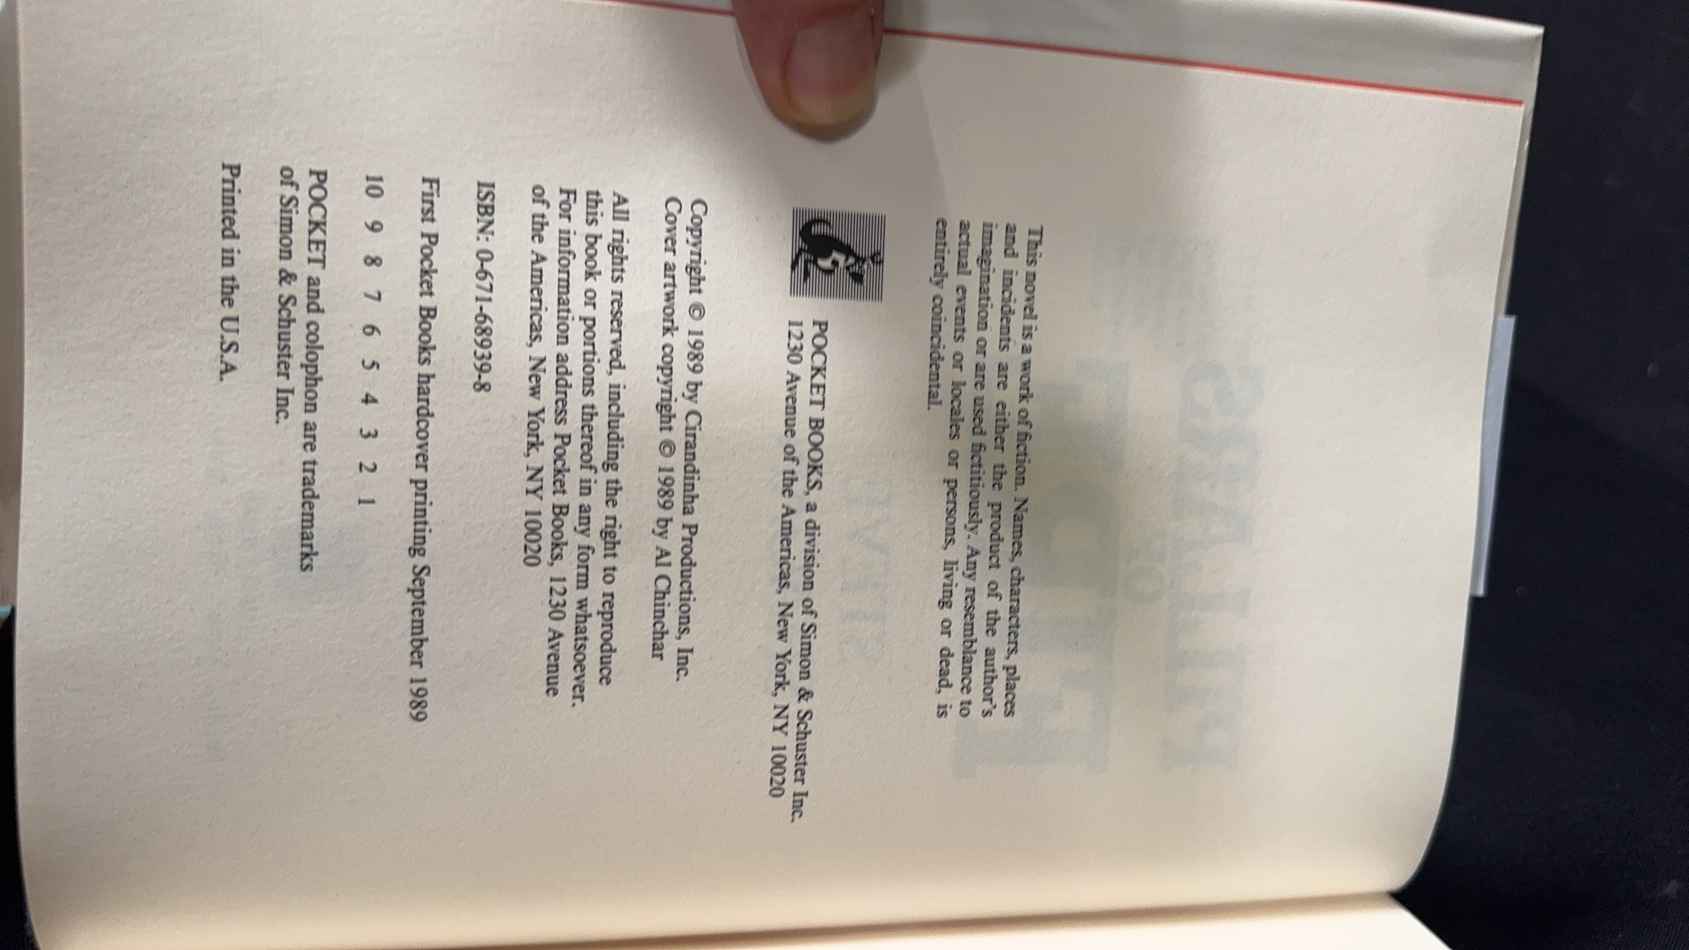 This novel is a work of fiction. Names, characters, places
and incidents are either the product of the author's
imagination or are used fictitiously. Any resemblance to
actual events or locales or persons, living or dead, is
entirely coincidental.
POCKET BOOKS, a division of Simon & Schuster Inc.
1230 Avenue of the Americas, New York, NY 10020
Copyright © 1989 by Cirandinha Productions, Inc.
Cover artwork copyright © 1989 by Al Chinchar
All rights reserved, including the right to reproduce
this book or portions thereof in any form whatsoever.
For information address Pocket Books, 1230 Avenue
of the Americas, New York, NY 10020
ISBN: 0-671-68939-8
First Pocket Books hardcover printing September 1989
10 9 8 7 6 5 4 3 2 1
POCKET and colophon are trademarks
of Simon & Schuster Inc.
Printed in the U.S.A.